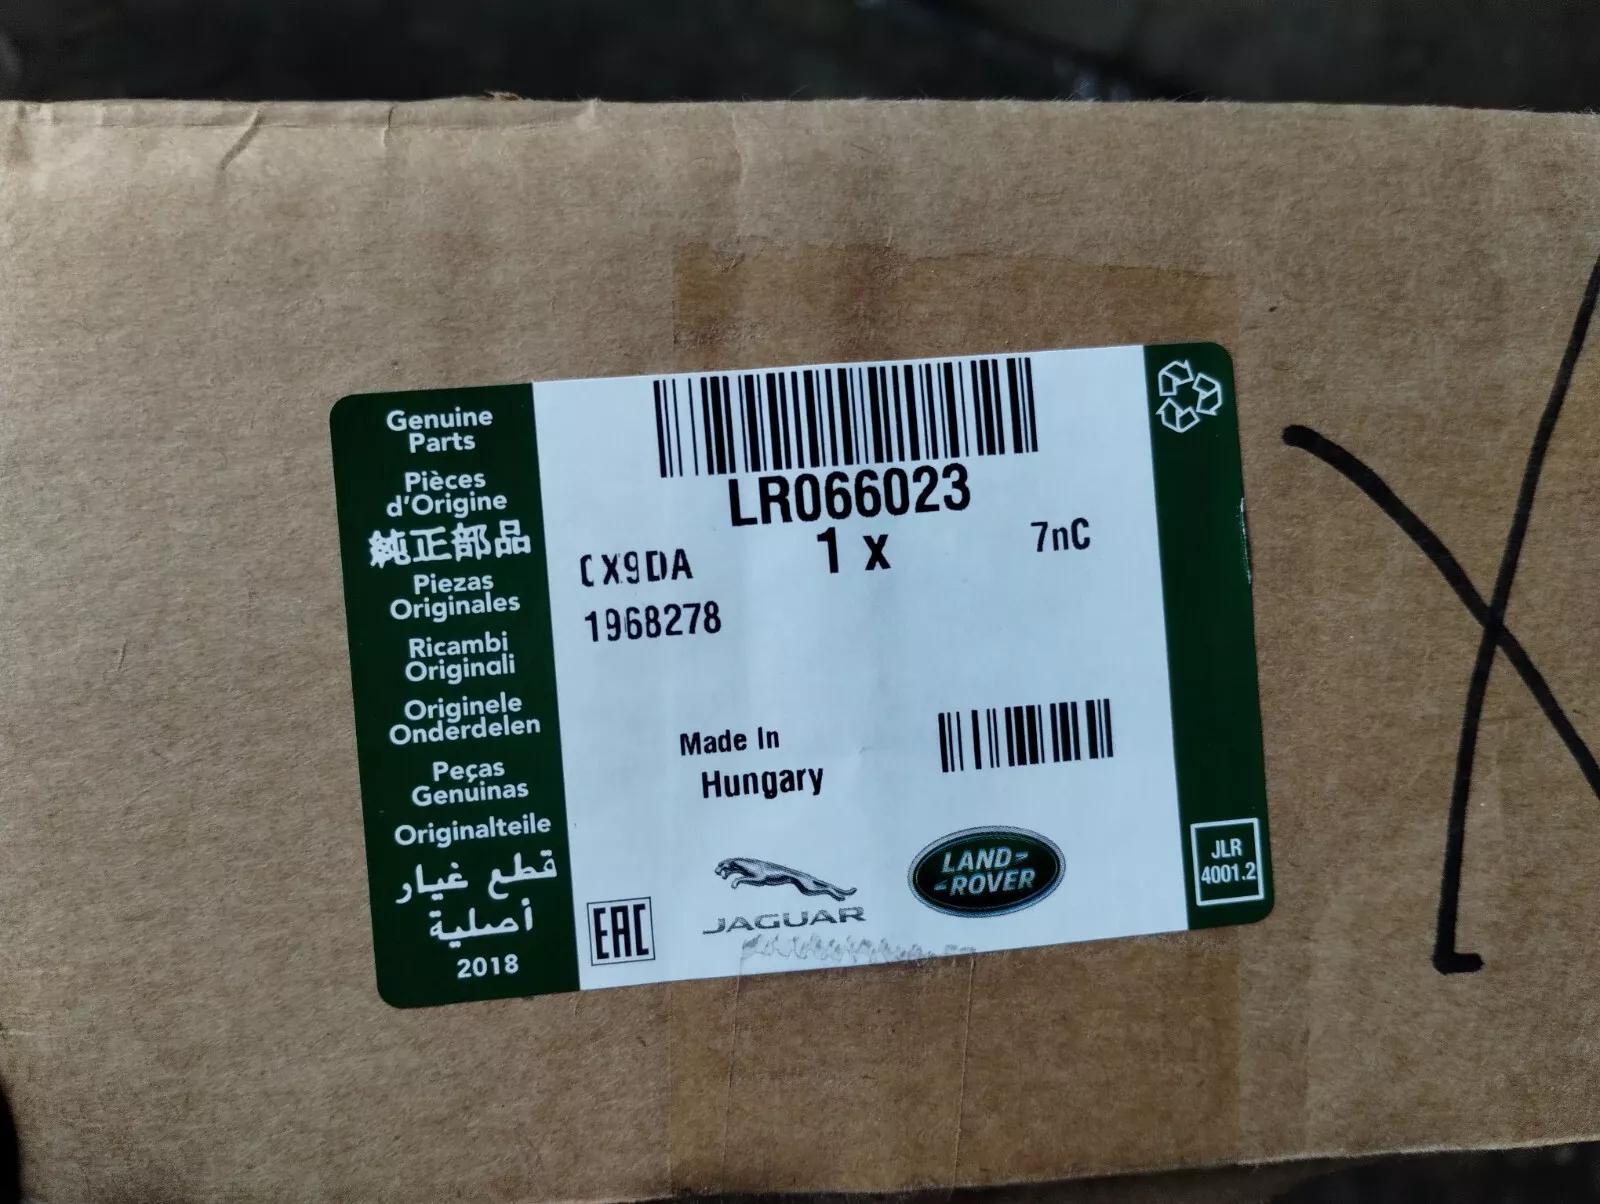 Genuine
Parts
Pièces
d'Origine
純正部品
Piezas
Originales
Ricambi
Originali
Originele
Onderdelen
Peças
Genuinas
Originalteile
قطع غيار
أصلية
2018
LR066023
1 x
7nC
CX9DA
1968278
Made In
Hungary
EAC
JAGUAR
LAND-
-ROVER
JLR
4001.2
X